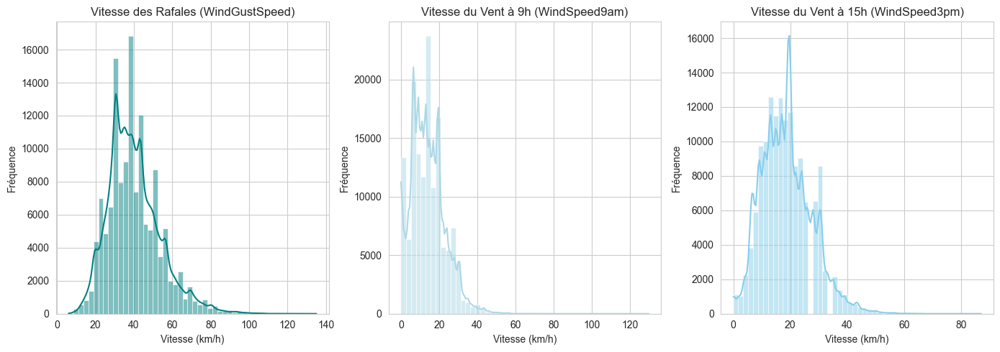 Vitesse des Rafales (WindGustSpeed)
Fréquence
16000
14000
12000
10000
8000
6000
4000
2000
0
0 20 40 60 80 100 120 140
Vitesse (km/h)
Vitesse du Vent à 9h (WindSpeed9am)
Fréquence
20000
15000
10000
5000
0
0 20 40 60 80 100 120
Vitesse (km/h)
Vitesse du Vent à 15h (WindSpeed3pm)
Fréquence
16000
14000
12000
10000
8000
6000
4000
2000
0
0 20 40 60 80
Vitesse (km/h)